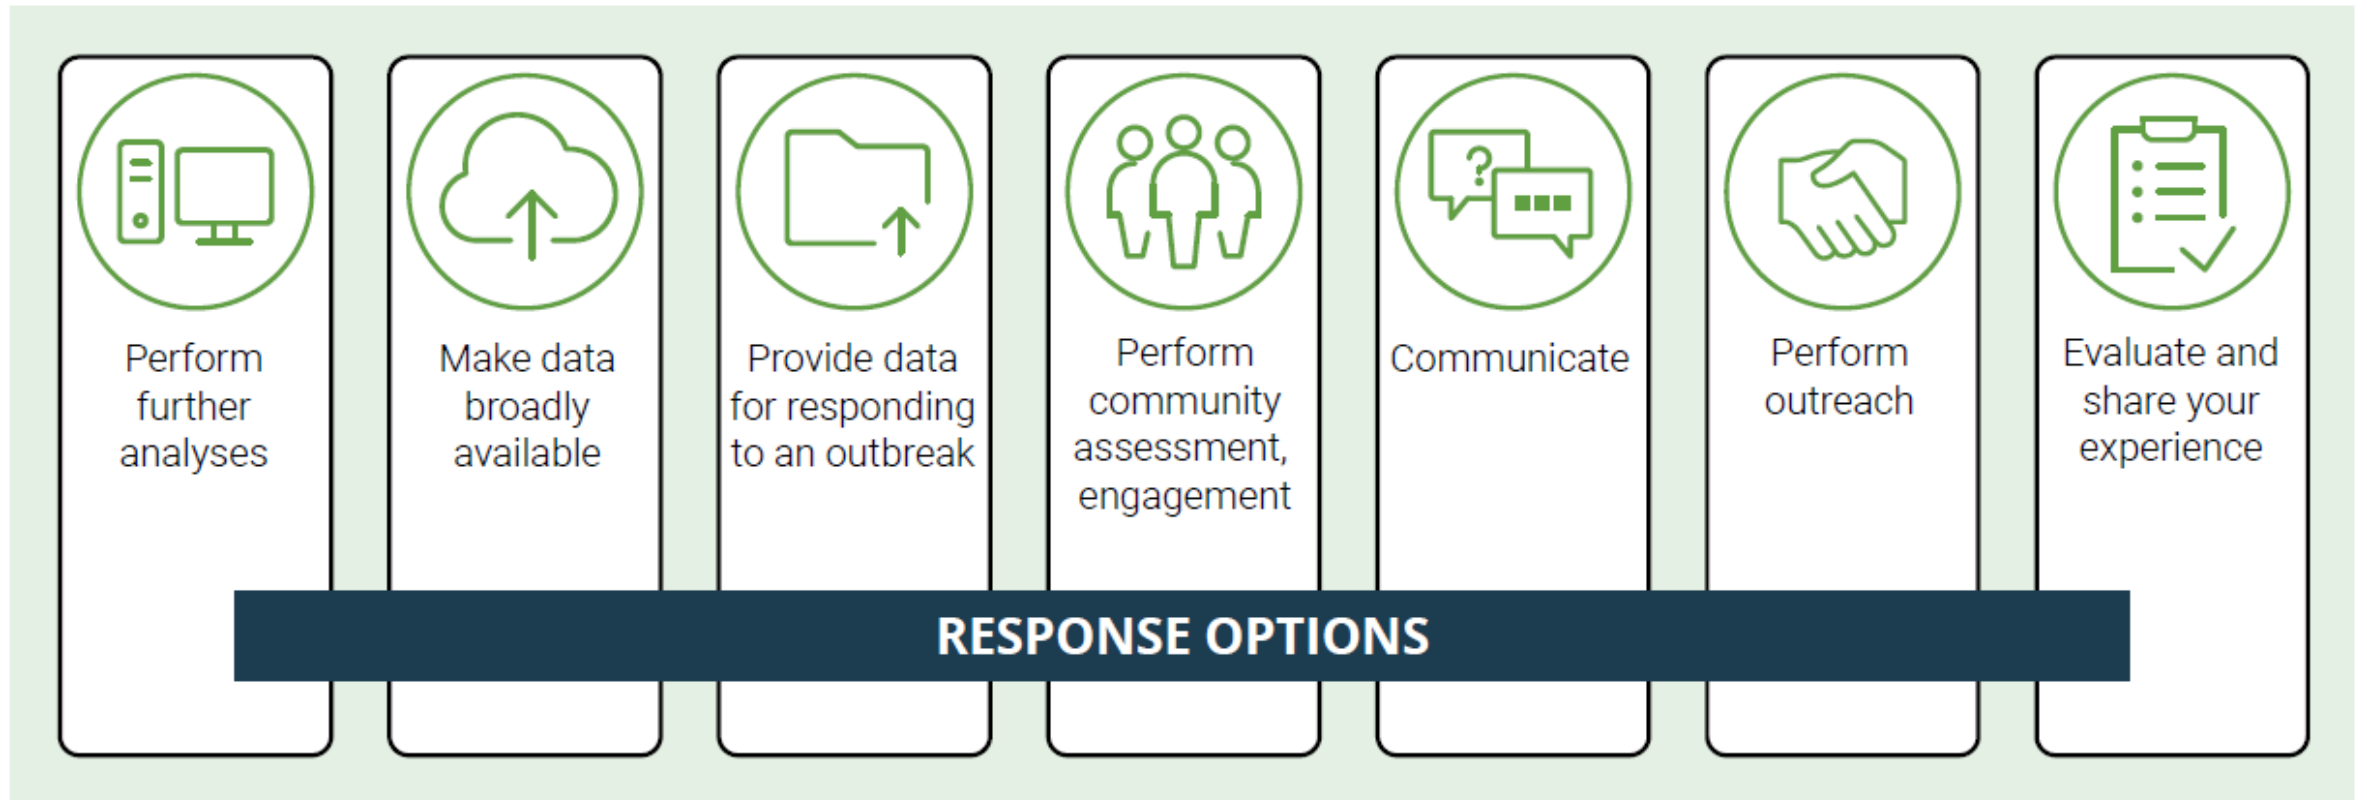 Perform
further
analyses
Make data
broadly
available
Provide data
for responding
to an outbreak
Perform
community
assessment,
engagement
Communicate
Perform
outreach
Evaluate and
share your
experience
RESPONSE OPTIONS